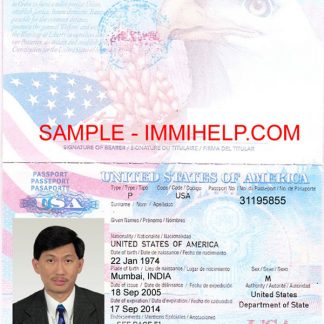 SAMPLE - IMMIHELP.COM
SIGNATURE OF BEARER / SIGNATURE DU TITULAIRE / FIRMA DEL TITULAR
PASSPORT
PASSEPORT
PASAPORTE
UNITED STATES OF AMERICA
USA
Type / Type / Tipo Code / Code / Codigo Passport No / No du Passeport / No de Pasaporte
P USA 31195855
Surname / Nom / Apellidos
Given Names / Prénoms / Nombres
Nationality / Nationalité / Nacionalidad
UNITED STATES OF AMERICA
Date of birth / Date de naissance / Fecha de nacimiento
22 Jan 1974
Place of birth / Lieu de naissance / Lugar de nacimiento Sex / Sexe / Sexo
Mumbai, INDIA M
Date of issue / Date de délivrance / Fecha de expedición Authority / Autorité / Autoridad
18 Sep 2005 United States
Date of expiration / Date d'expiration / Fecha de caducidad Department of State
17 Sep 2014
Endorsements / Mentions Spéciales / Anotaciones
SEE PAGE 51
USA